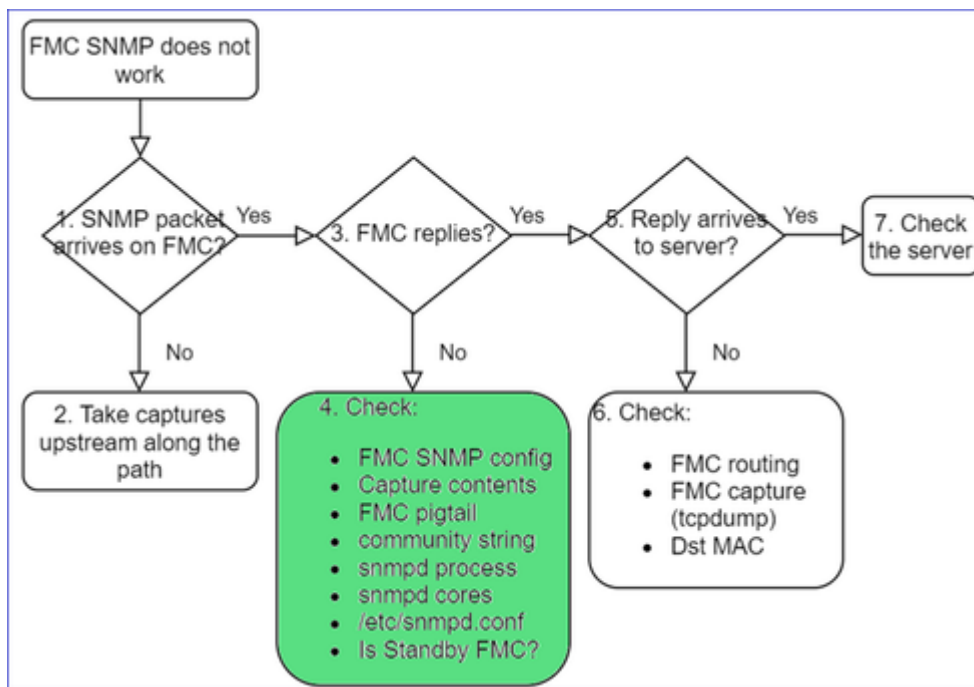 FMC SNMP does not
work
1. SNMP packet
arrives on FMC?
Yes
3. FMC replies?
Yes
5. Reply arrives
to server?
Yes
7. Check
the server
No
No
No
2. Take captures
upstream along the
path
4. Check:
• FMC SNMP config
• Capture contents
• FMC pigtail
• community string
• snmpd process
• snmpd cores
• /etc/snmpd.conf
• Is Standby FMC?
6. Check:
• FMC routing
• FMC capture
(tcpdump)
• Dst MAC